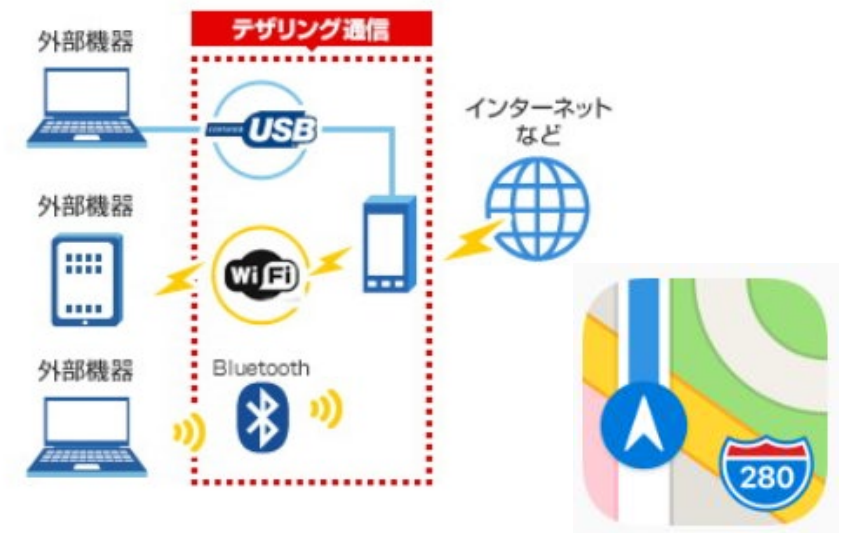 テザリング通信
外部機器
CERTIFIED USB
インターネット
など
外部機器
Wi Fi
外部機器
Bluetooth
280